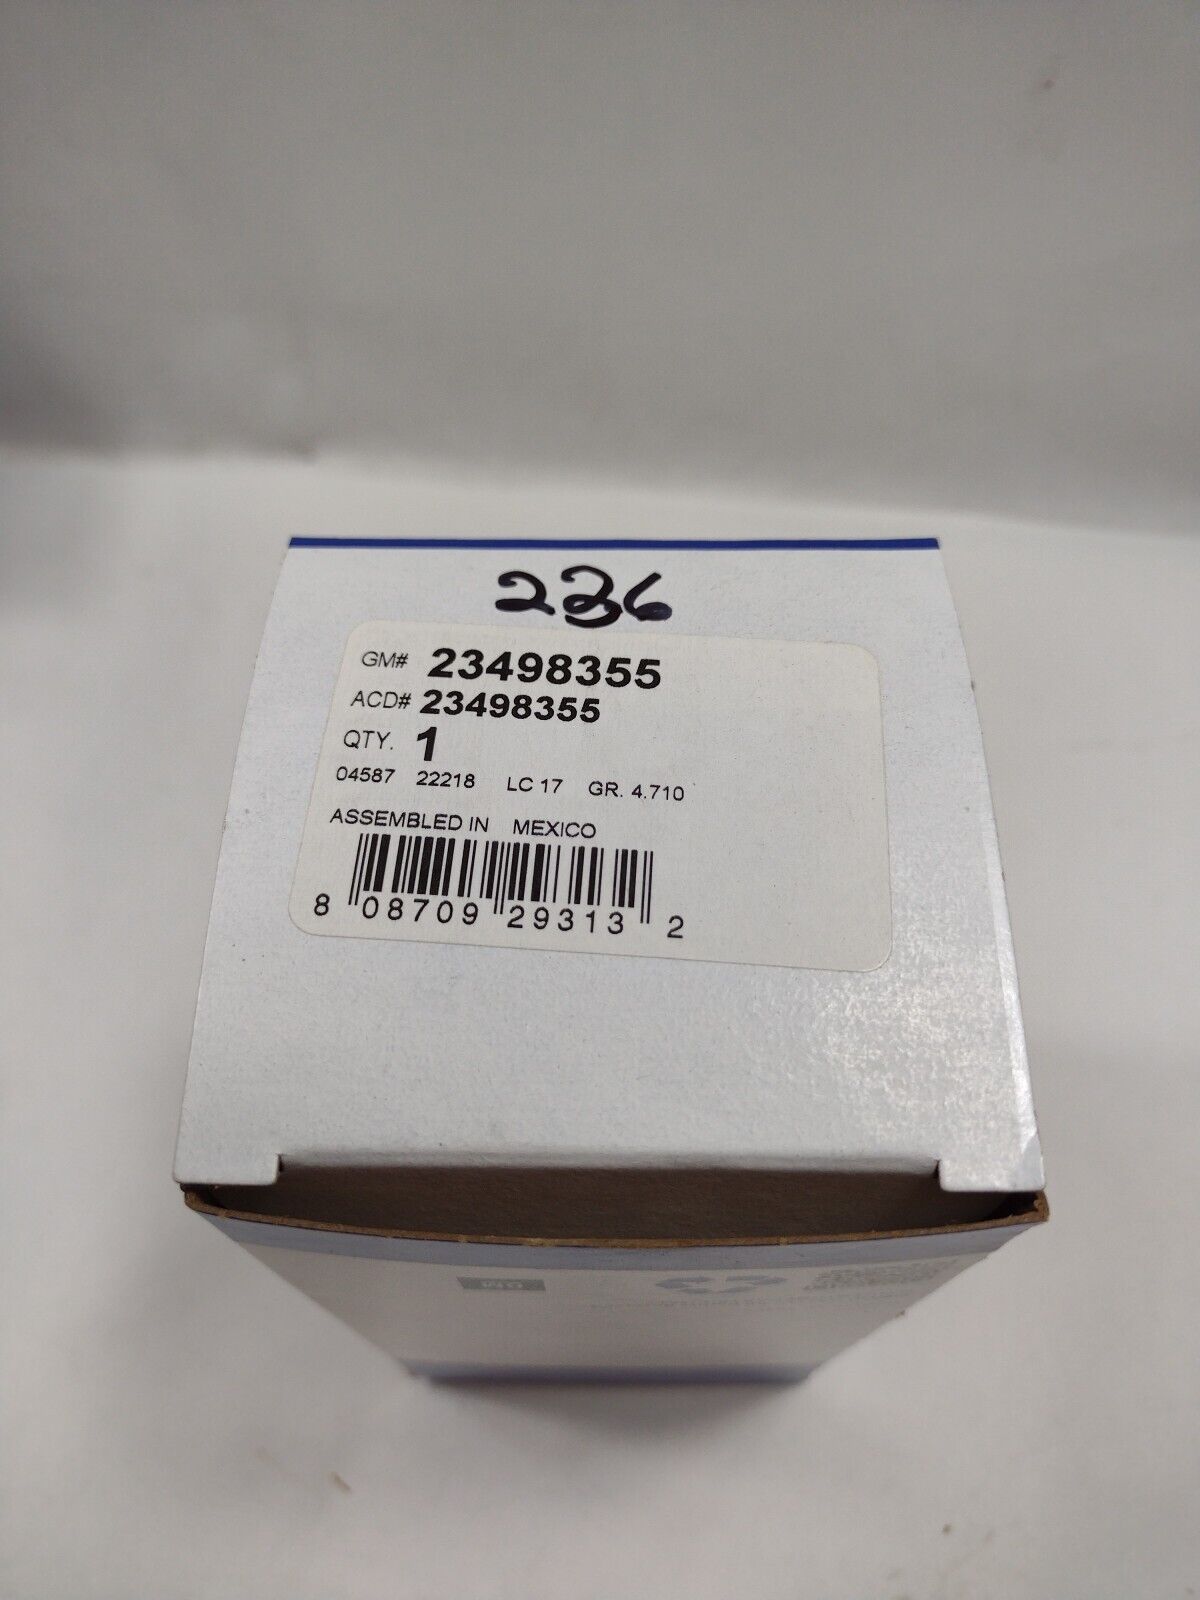 236
GM# 23498355
ACD# 23498355
QTY. 1
04587 22218 LC 17 GR. 4.710
ASSEMBLED IN MEXICO
8 08709 29313 2
GM